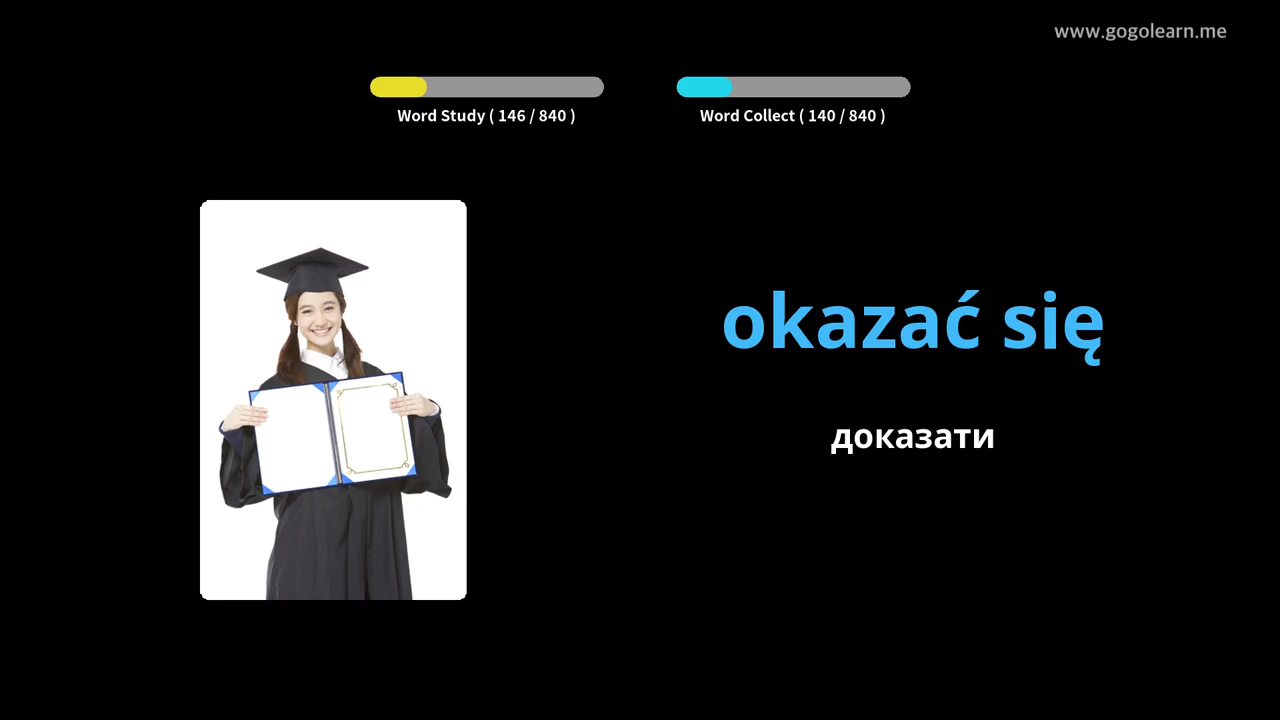 www.gogolearn.me
Word Study ( 146 / 840 )
Word Collect ( 140 / 840 )
okazać się
доказати